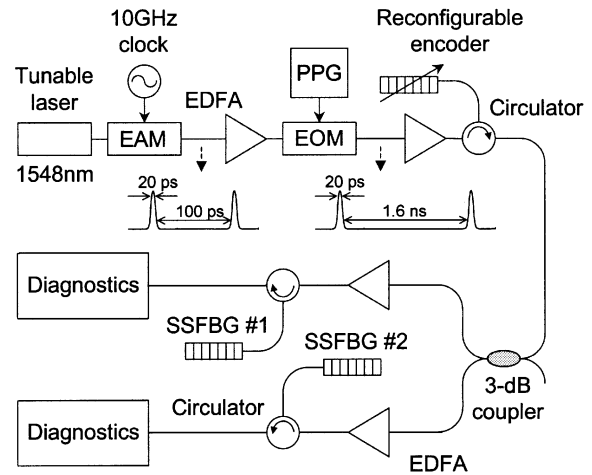 10GHz
clock
Reconfigurable
encoder
Tunable
laser
EDFA
PPG
Circulator
EAM
EOM
1548nm
20 ps
100 ps
20 ps
1.6 ns
Diagnostics
SSFBG #1
SSFBG #2
3-dB
coupler
Circulator
Diagnostics
EDFA